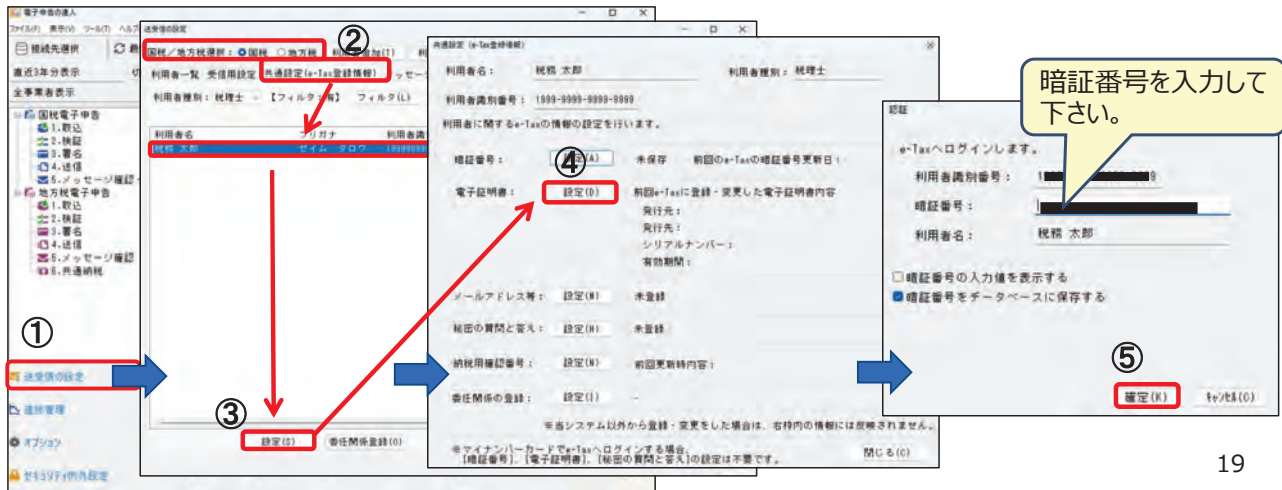 電子申告の達人
ファイル(F) 表示(V) ツール(T) ヘルプ
接続先選択
直近3年分表示
全事業者表示
国税電子申告
1.取込
2.検証
3.署名
4.送信
5.メッセージ確認
地方税電子申告
1.取込
2.検証
3.署名
4.送信
5.メッセージ確認
6.共通納税
①
送受信の設定
進捗管理
オプション
送受信の設定
②
国税/地方税選択: 国税 地方税
利用者一覧 受信用設定 共通設定(e-Tax登録情報)
利用者種別: 税理士 - 【フィルタ:有】 フィルタ(L)
利用者名 フリガナ 利用者識
税務 太郎 ゼイム タロウ
③
設定(S) 委任関係登録(O)
共通設定 (e-Tax登録情報)
利用者名: 税務 太郎 利用者種別: 税理士
利用者識別番号: 1999-9999-9999-9999
利用者に関するe-Taxの情報の設定を行います。
暗証番号: 設定(A) 未保存 前回のe-Taxの暗証番号更新日:
④
電子証明書: 設定(D) 前回e-Taxに登録・変更した電子証明書内容
発行元:
発行先:
シリアルナンバー:
有効期間:
メールアドレス等: 設定(M) 未登録
秘密の質問と答え: 設定(H) 未登録
納税用確認番号: 設定(N) 前回更新時内容:
委任関係の登録: 設定(I) -
※当システム以外から登録・変更をした場合は、右枠内の情報には反映されません。
※マイナンバーカードでe-Taxへログインする場合、
[暗証番号]、[電子証明書]、[秘密の質問と答え]の設定は不要です。
閉じる(C)
暗証番号を入力して
下さい。
認証
e-Taxへログインします。
利用者識別番号: 1 9
暗証番号:
利用者名: 税務 太郎
暗証番号の入力値を表示する
暗証番号をデータベースに保存する
⑤
確定(K) キャンセル(C)
19